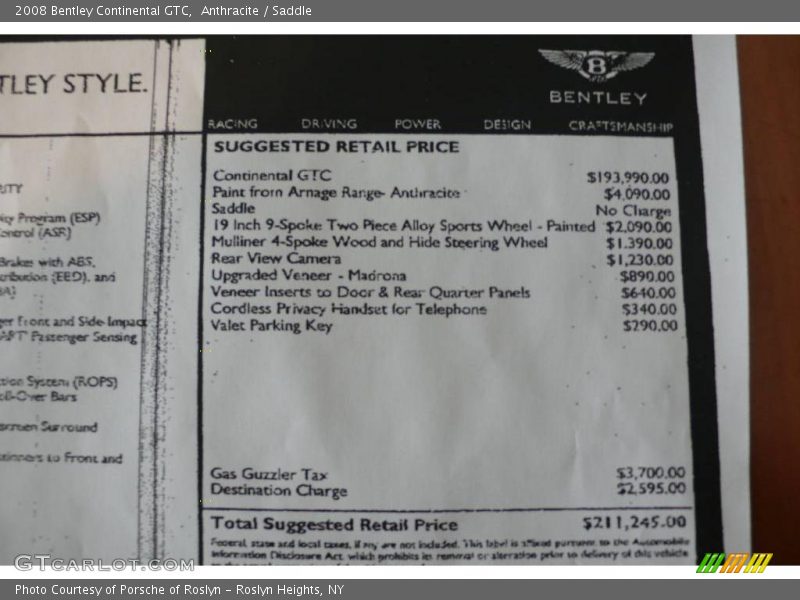 2008 Bentley Continental GTC, Anthracite / Saddle
TLEY STYLE.
B
BENTLEY
RACING DRIVING POWER DESIGN CRAFTSMANSHIP
SUGGESTED RETAIL PRICE
Continental GTC $193,990.00
Paint from Arnage Range- Anthracite $4,090.00
Saddle No Charge
19 Inch 9-Spoke Two Piece Alloy Sports Wheel - Painted $2,090.00
Mulliner 4-Spoke Wood and Hide Steering Wheel $1,390.00
Rear View Camera $1,230.00
Upgraded Veneer - Madrona $890.00
Veneer Inserts to Door & Rear Quarter Panels $640.00
Cordless Privacy Handset for Telephone $340.00
Valet Parking Key $290.00
Gas Guzzler Tax $3,700.00
Destination Charge $2,595.00
Total Suggested Retail Price $211,245.00
Federal, state and local taxes, if any are not included. This label is affixed pursuant to the Automobile
Information Disclosure Act, which prohibits its removal or alteration prior to delivery of this vehicle
RITY
ity Program (ESP)
Control (ASR)
Brakes with ABS,
tribution (EED), and
BA)
ger Front and Side-Impact
Passenger Sensing
ction System (ROPS)
oll-Over Bars
screen Surround
to Front and
GTcarlot.com
Photo Courtesy of Porsche of Roslyn – Roslyn Heights, NY